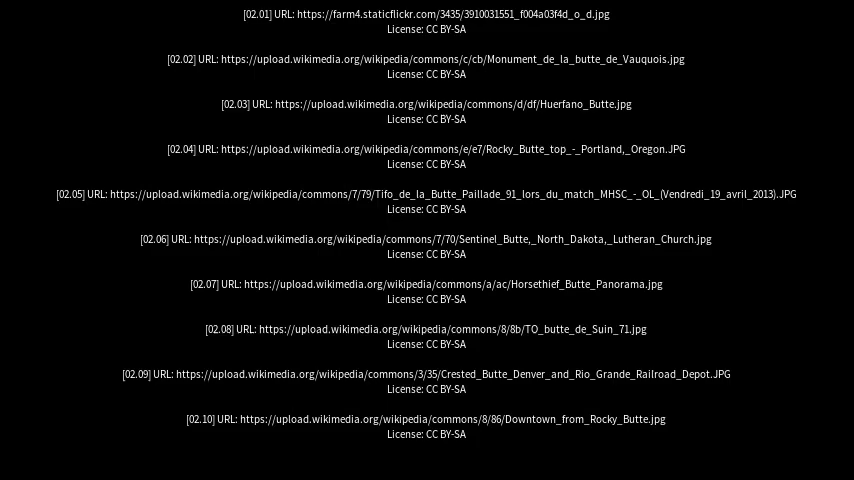 [02.01] URL: https://farm4.staticflickr.com/3435/3910031551_f004a03f4d_o_d.jpg
License: CC BY-SA
[02.02] URL: https://upload.wikimedia.org/wikipedia/commons/c/cb/Monument_de_la_butte_de_Vauquois.jpg
License: CC BY-SA
[02.03] URL: https://upload.wikimedia.org/wikipedia/commons/d/df/Huerfano_Butte.jpg
License: CC BY-SA
[02.04] URL: https://upload.wikimedia.org/wikipedia/commons/e/e7/Rocky_Butte_top_-_Portland,_Oregon.JPG
License: CC BY-SA
[02.05] URL: https://upload.wikimedia.org/wikipedia/commons/7/79/Tifo_de_la_Butte_Paillade_91_lors_du_match_MHSC_-_OL_(Vendredi_19_avril_2013).JPG
License: CC BY-SA
[02.06] URL: https://upload.wikimedia.org/wikipedia/commons/7/70/Sentinel_Butte,_North_Dakota,_Lutheran_Church.jpg
License: CC BY-SA
[02.07] URL: https://upload.wikimedia.org/wikipedia/commons/a/ac/Horsethief_Butte_Panorama.jpg
License: CC BY-SA
[02.08] URL: https://upload.wikimedia.org/wikipedia/commons/8/8b/TO_butte_de_Suin_71.jpg
License: CC BY-SA
[02.09] URL: https://upload.wikimedia.org/wikipedia/commons/3/35/Crested_Butte_Denver_and_Rio_Grande_Railroad_Depot.JPG
License: CC BY-SA
[02.10] URL: https://upload.wikimedia.org/wikipedia/commons/8/86/Downtown_from_Rocky_Butte.jpg
License: CC BY-SA